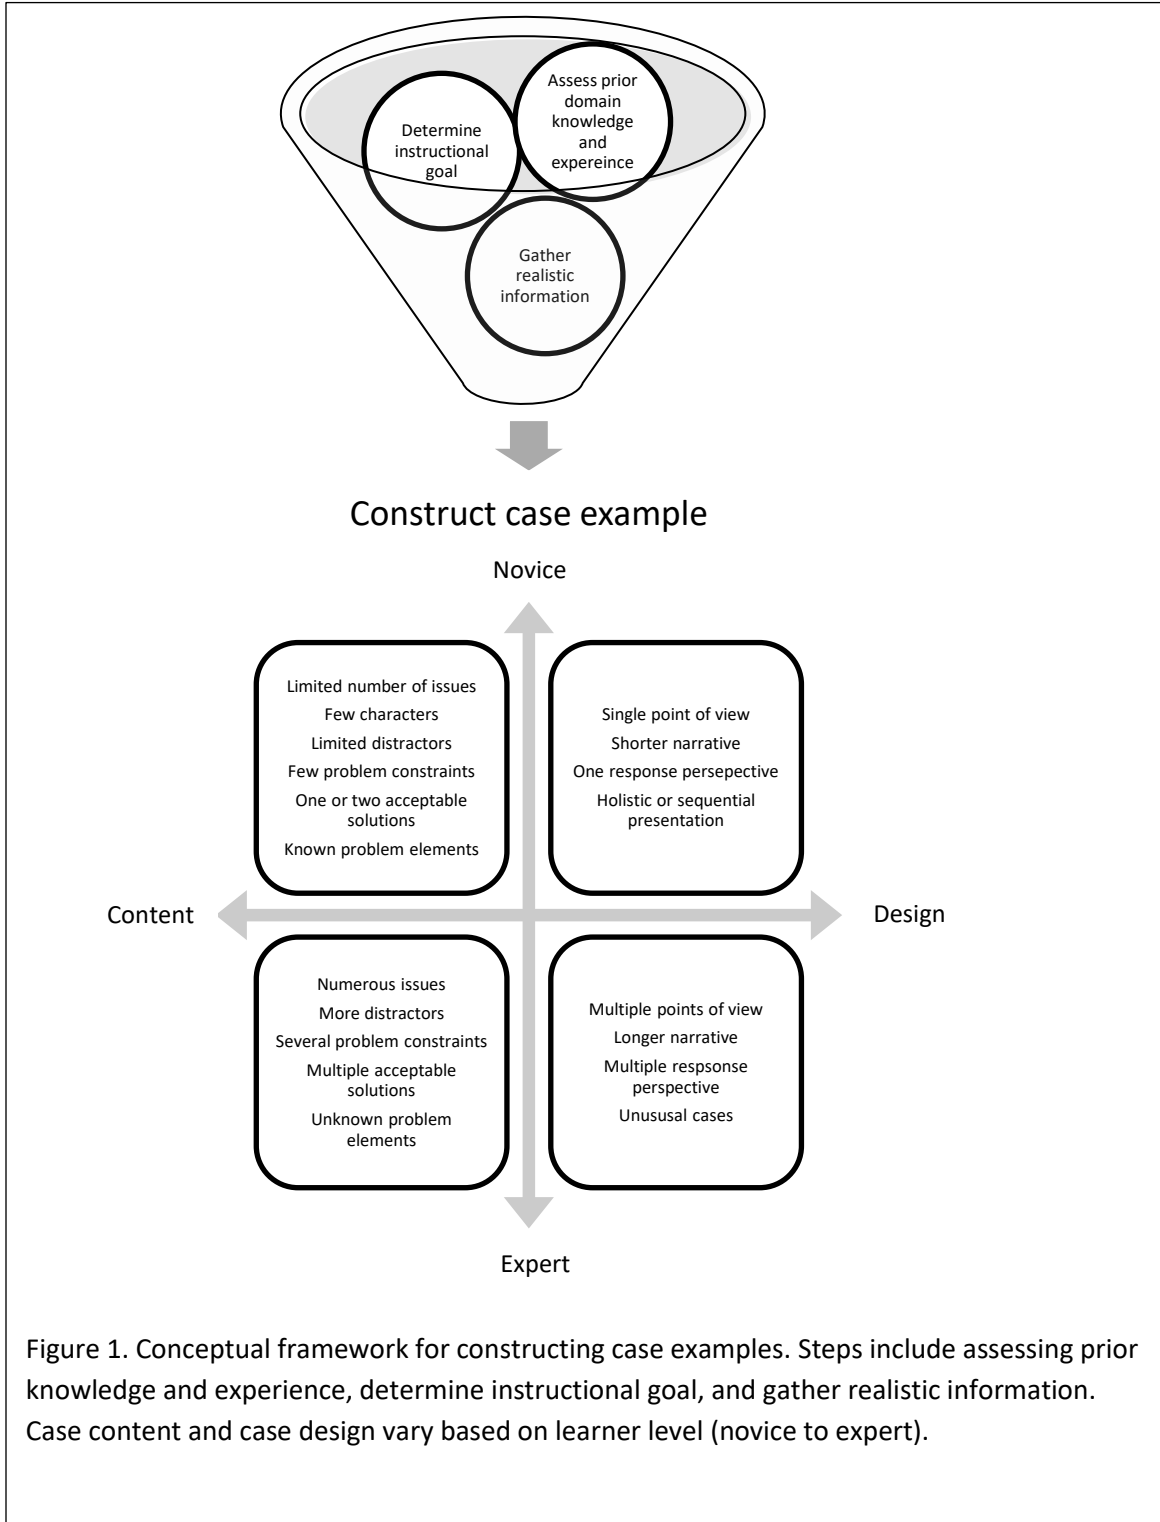 Assess prior
domain
knowledge
and
expereince
Determine
instructional
goal
Gather
realistic
information
Construct case example
Novice
Limited number of issues
Few characters
Limited distractors
Few problem constraints
One or two acceptable
solutions
Known problem elements
Single point of view
Shorter narrative
One response persepective
Holistic or sequential
presentation
Content
Design
Numerous issues
More distractors
Several problem constraints
Multiple acceptable
solutions
Unknown problem
elements
Multiple points of view
Longer narrative
Multiple respsonse
perspective
Unususal cases
Expert
Figure 1. Conceptual framework for constructing case examples. Steps include assessing prior
knowledge and experience, determine instructional goal, and gather realistic information.
Case content and case design vary based on learner level (novice to expert).